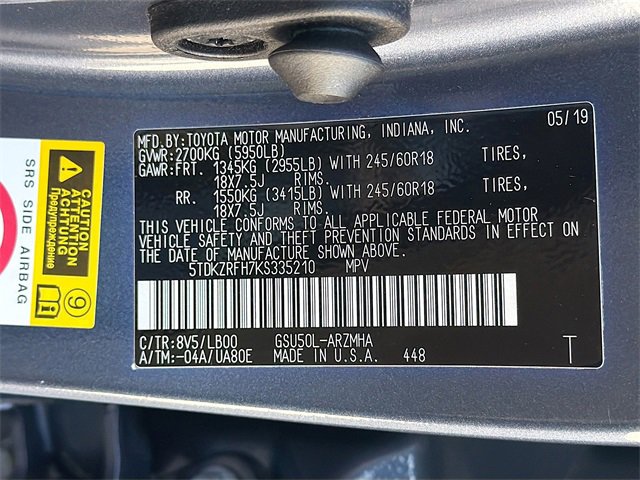 MFD.BY:TOYOTA MOTOR MANUFACTURING, INDIANA, INC. 05/19
GVWR:2700KG (5950LB)
GAWR:FRT. 1345KG (2955LB) WITH 245/60R18 TIRES,
18X7.5J RIMS.
RR. 1550KG (3415LB) WITH 245/60R18 TIRES,
18X7.5J RIMS.
THIS VEHICLE CONFORMS TO ALL APPLICABLE FEDERAL MOTOR
VEHICLE SAFETY AND THEFT PREVENTION STANDARDS IN EFFECT ON
THE DATE OF MANUFACTURE SHOWN ABOVE.
5TDKZRFH7KS335210 MPV
C/TR:8V5/LB00 GSU50L-ARZMHA
A/TM:-04A/UA80E MADE IN U.S.A. 448 T
SRS SIDE AIRBAG
CAUTION
ATTENTION
ACHTUNG
Предупреждение
9